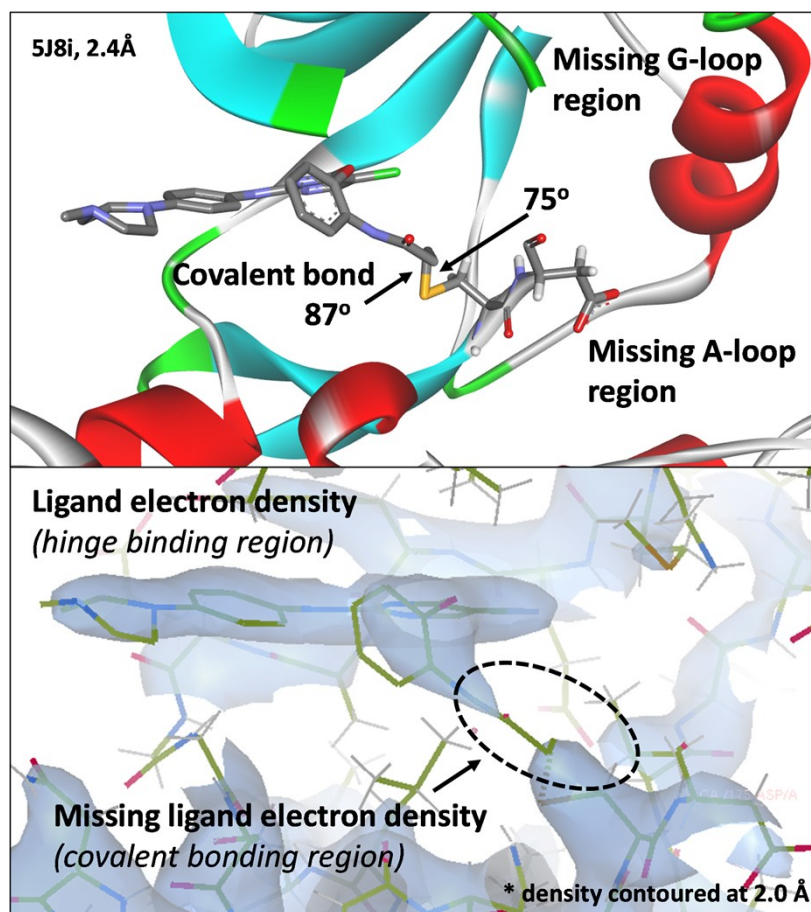 5J8i, 2.4Å
Missing G-loop
region
75º
Covalent bond
87º
Missing A-loop
region
Ligand electron density
(hinge binding region)
Missing ligand electron density
(covalent bonding region)
* density contoured at 2.0 Å